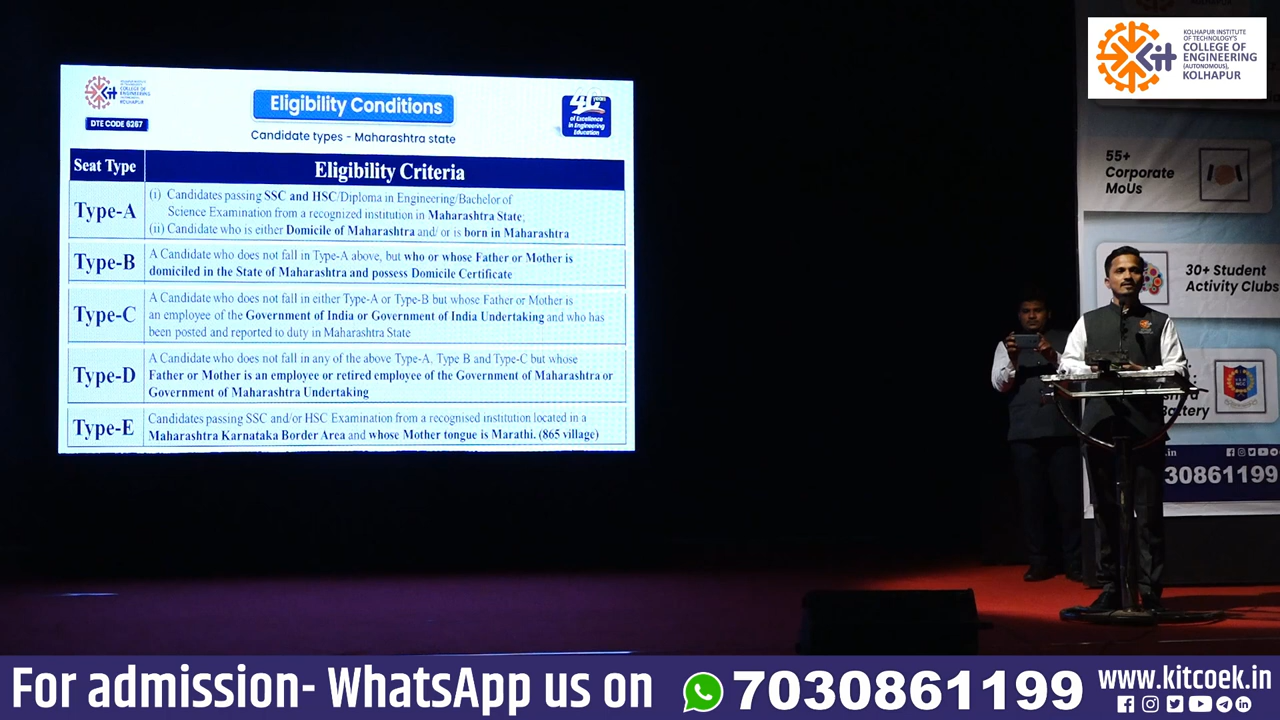 KOLHAPUR INSTITUTE
OF TECHNOLOGY'S
COLLEGE OF
ENGINEERING
(AUTONOMOUS),
KOLHAPUR
Kit
COLLEGE OF
ENGINEERING
KOLHAPUR
DTE CODE 6267
Eligibility Conditions
Candidate types - Maharashtra state
40 years
of Excellence
in Engineering
Education
Seat Type Eligibility Criteria
Type-A
(i) Candidates passing SSC and HSC/Diploma in Engineering/Bachelor of
Science Examination from a recognized institution in Maharashtra State;
(ii) Candidate who is either Domicile of Maharashtra and/ or is born in Maharashtra
Type-B
A Candidate who does not fall in Type-A above, but who or whose Father or Mother is
domiciled in the State of Maharashtra and possess Domicile Certificate
Type-C
A Candidate who does not fall in either Type-A or Type-B but whose Father or Mother is
an employee of the Government of India or Government of India Undertaking and who has
been posted and reported to duty in Maharashtra State
Type-D
A Candidate who does not fall in any of the above Type-A, Type B and Type-C but whose
Father or Mother is an employee or retired employee of the Government of Maharashtra or
Government of Maharashtra Undertaking
Type-E
Candidates passing SSC and/or HSC Examination from a recognised institution located in a
Maharashtra Karnataka Border Area and whose Mother tongue is Marathi. (865 village)
55+
Corporate
MoUs
30+ Student
Activity Clubs
.in
30861199
For admission- WhatsApp us on 7030861199
www.kitcoek.in